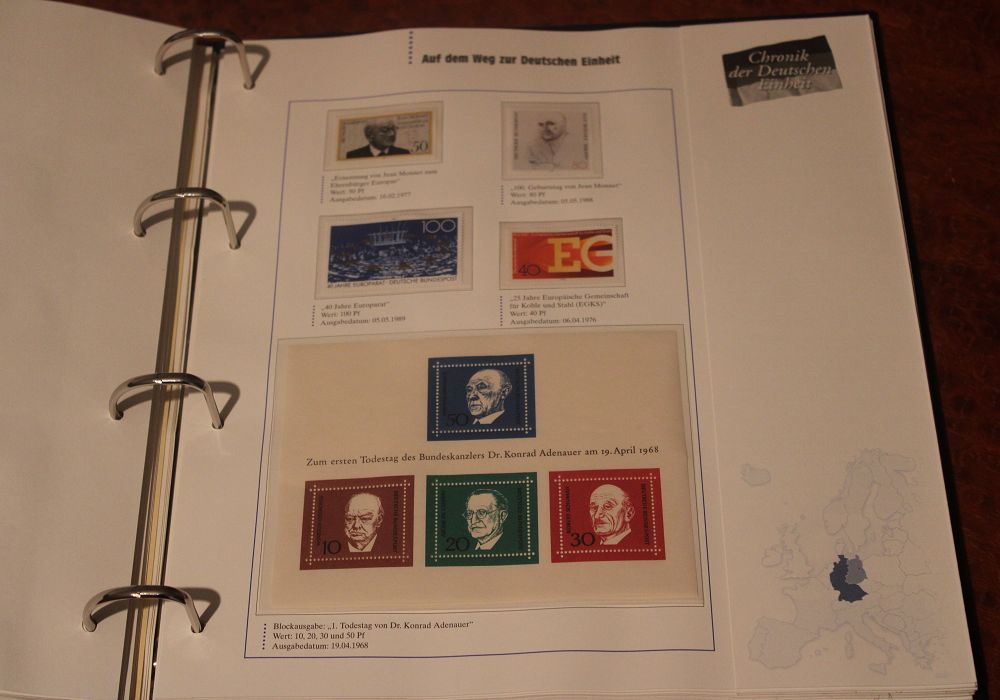 Auf dem Weg zur Deutschen Einheit
Chronik
der Deutschen
Einheit
50
80
„Ernennung von Jean Monnet zum
Ehrenbürger Europas“
Wert: 50 Pf
Ausgabedatum: 16.02.1977
„100. Geburtstag von Jean Monnet“
Wert: 80 Pf
Ausgabedatum: 05.05.1988
100
40 JAHRE EUROPARAT · DEUTSCHE BUNDESPOST
40 EG
„40 Jahre Europarat“
Wert: 100 Pf
Ausgabedatum: 05.05.1989
„25 Jahre Europäische Gemeinschaft
für Kohle und Stahl (EGKS)“
Wert: 40 Pf
Ausgabedatum: 06.04.1976
50
Zum ersten Todestag des Bundeskanzlers Dr. Konrad Adenauer am 19. April 1968
10
20
30
Blockausgabe: „1. Todestag von Dr. Konrad Adenauer“
Wert: 10, 20, 30 und 50 Pf
Ausgabedatum: 19.04.1968